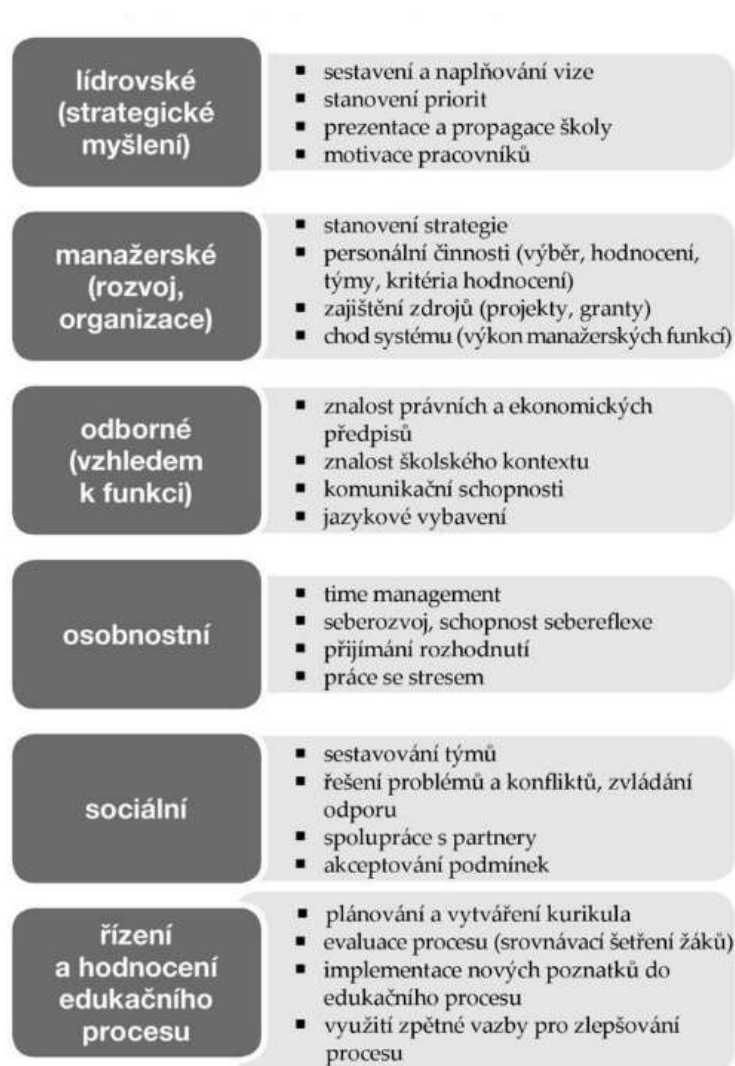 lídrovské
(strategické
myšlení)
▪ sestavení a naplňování vize
▪ stanovení priorit
▪ prezentace a propagace školy
▪ motivace pracovníků
manažerské
(rozvoj,
organizace)
▪ stanovení strategie
▪ personální činnosti (výběr, hodnocení,
týmy, kritéria hodnocení)
▪ zajištění zdrojů (projekty, granty)
▪ chod systému (výkon manažerských funkcí)
odborné
(vzhledem
k funkci)
▪ znalost právních a ekonomických
předpisů
▪ znalost školského kontextu
▪ komunikační schopnosti
▪ jazykové vybavení
osobnostní
▪ time management
▪ seberozvoj, schopnost sebereflexe
▪ přijímání rozhodnutí
▪ práce se stresem
sociální
▪ sestavování týmů
▪ řešení problémů a konfliktů, zvládání
odporu
▪ spolupráce s partnery
▪ akceptování podmínek
řízení
a hodnocení
edukačního
procesu
▪ plánování a vytváření kurikula
▪ evaluace procesu (srovnávací šetření žáků)
▪ implementace nových poznatků do
edukačního procesu
▪ využití zpětné vazby pro zlepšování
procesu